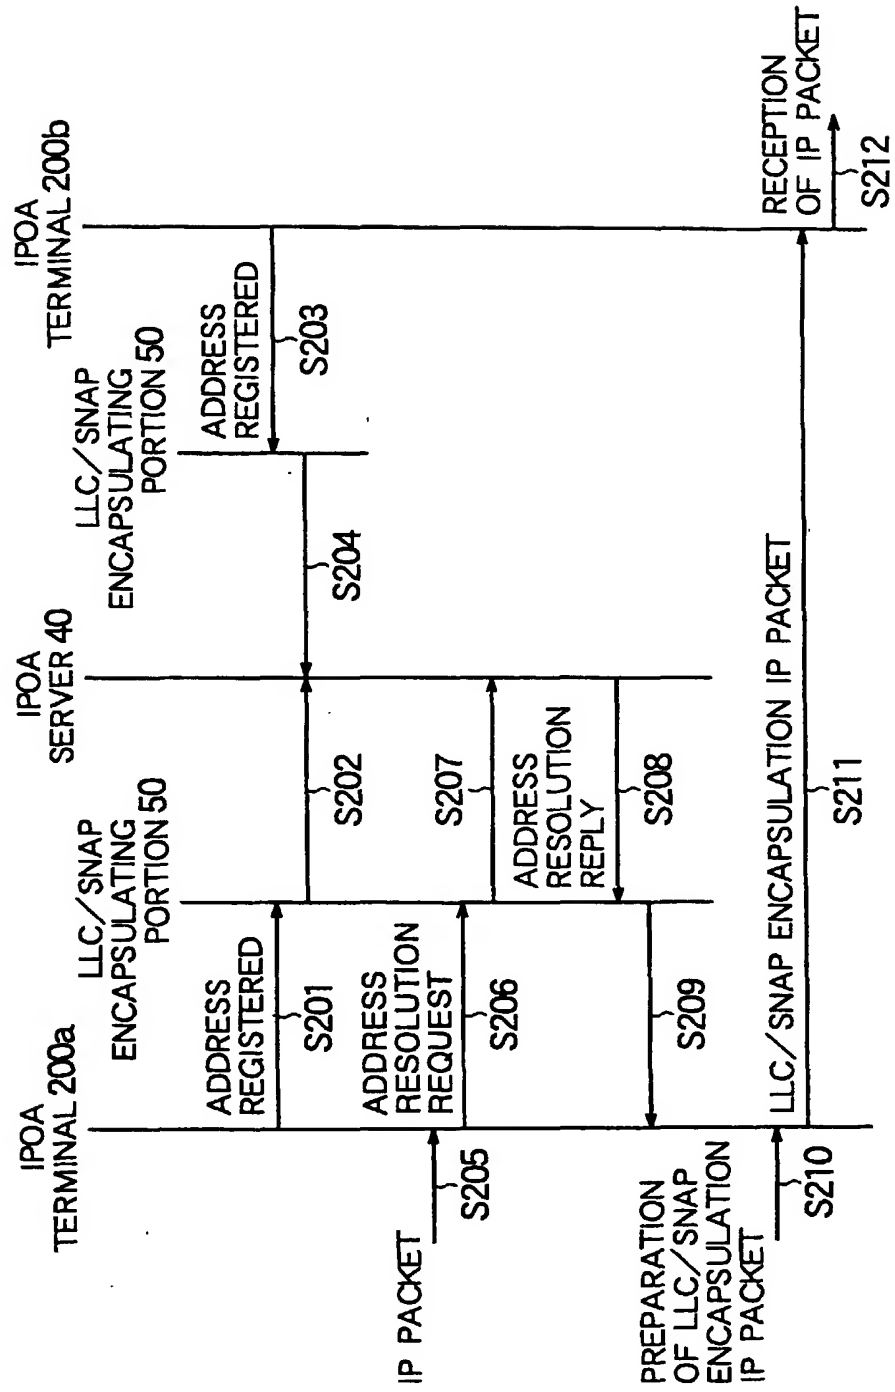 IPOA
TERMINAL 200a
LLC/SNAP
ENCAPSULATING
PORTION 50
IPOA
SERVER 40
LLC/SNAP
ENCAPSULATING
PORTION 50
IPOA
TERMINAL 200b
ADDRESS
REGISTERED
S201
S202
ADDRESS
REGISTERED
S203
S204
IP PACKET
S205
ADDRESS
RESOLUTION
REQUEST
S206
S207
ADDRESS
RESOLUTION
REPLY
S208
S209
PREPARATION
OF LLC/SNAP
ENCAPSULATION
IP PACKET
S210
LLC/SNAP ENCAPSULATION IP PACKET
S211
RECEPTION
OF IP PACKET
S212